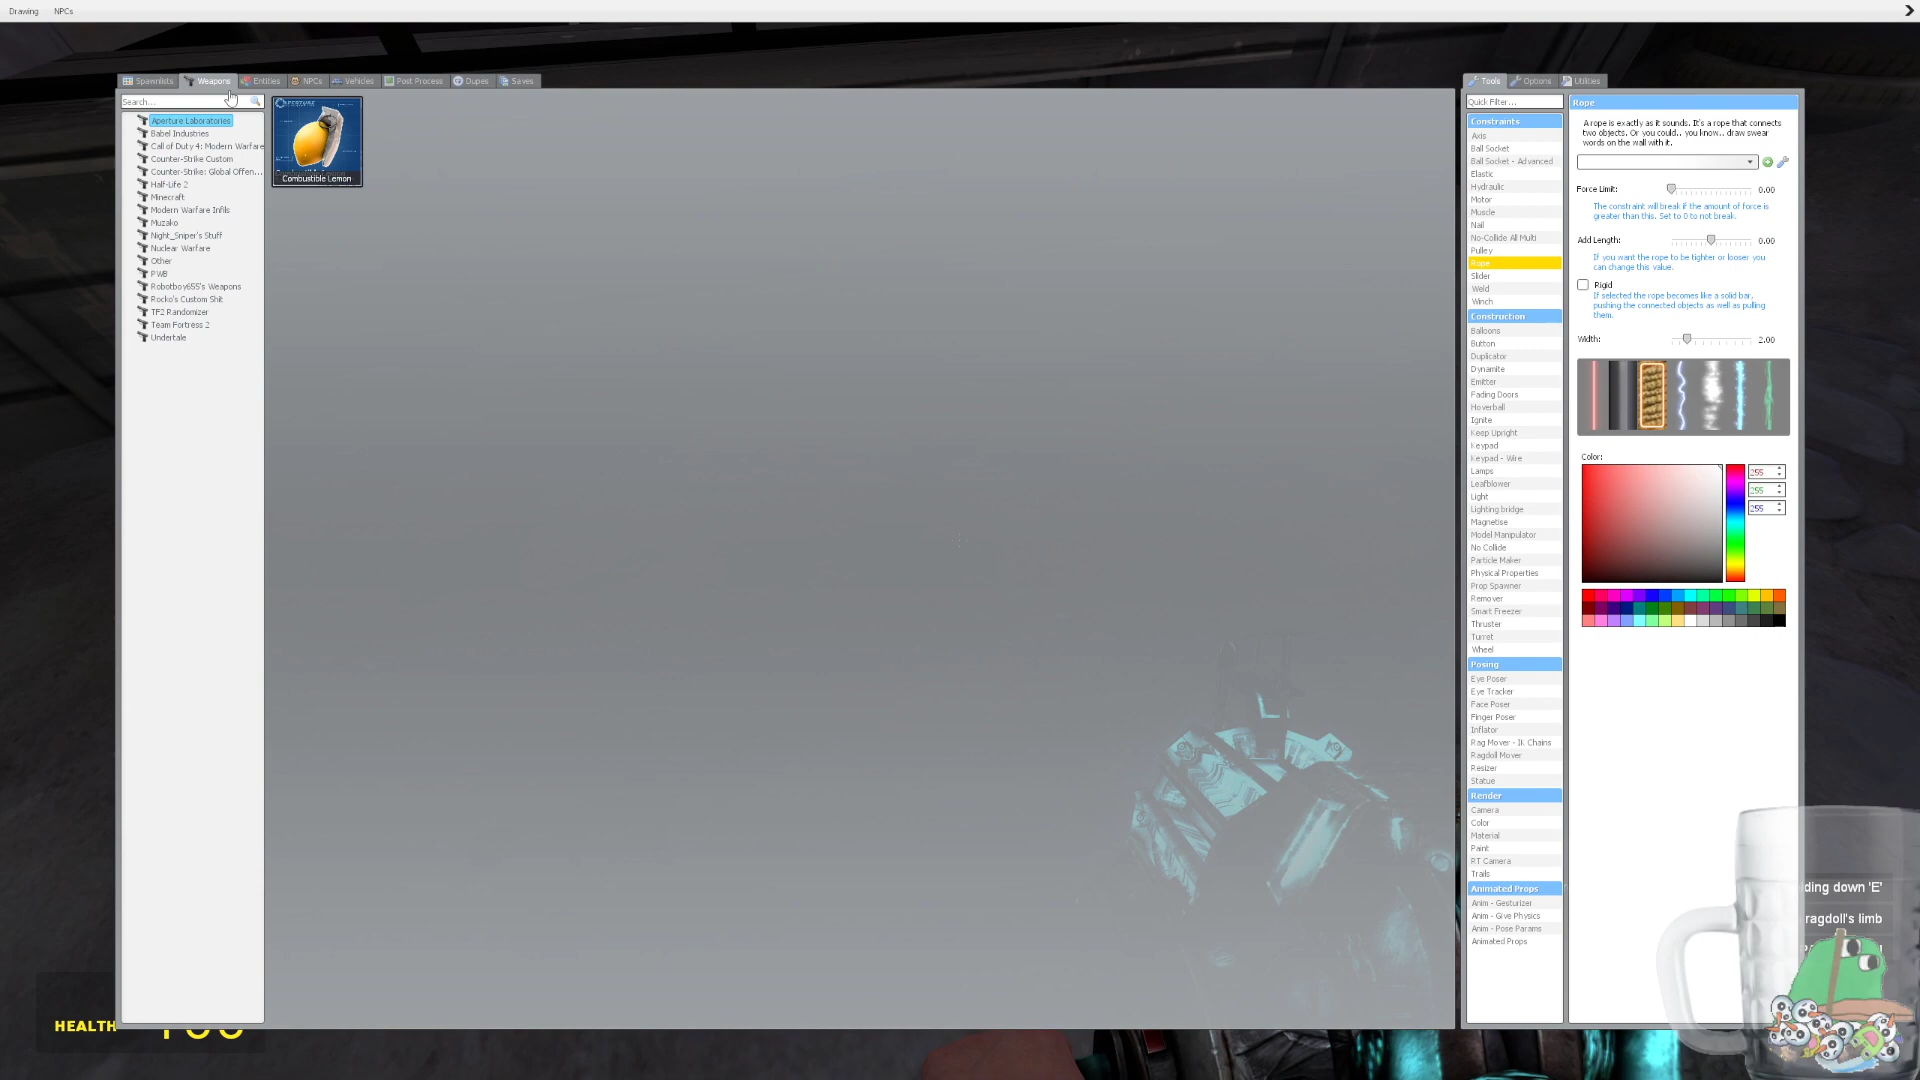 Drawing NPCs
Spawnlists Weapons Entities NPCs Vehicles Post Process Dupes Saves
Search...
Aperture Laboratories
Babel Industries
Call of Duty 4: Modern Warfare
Counter-Strike Custom
Counter-Strike: Global Offen...
Half-Life 2
Minecraft
Modern Warfare Infils
Muzako
Night_Sniper's Stuff
Nuclear Warfare
Other
PWB
Robotboy655's Weapons
Rocko's Custom Shit
TF2 Randomizer
Team Fortress 2
Undertale
APERTURE
Combustible Lemon
HEALTH
Tools Options Utilities
Quick Filter...
Constraints
Axis
Ball Socket
Ball Socket - Advanced
Elastic
Hydraulic
Motor
Muscle
Nail
No-Collide All Multi
Pulley
Rope
Slider
Weld
Winch
Construction
Balloons
Button
Duplicator
Dynamite
Emitter
Fading Doors
Hoverball
Ignite
Keep Upright
Keypad
Keypad - Wire
Lamps
Leafblower
Light
Lighting bridge
Magnetise
Model Manipulator
No Collide
Particle Maker
Physical Properties
Prop Spawner
Remover
Smart Freezer
Thruster
Turret
Wheel
Posing
Eye Poser
Eye Tracker
Face Poser
Finger Poser
Inflator
Rag Mover - IK Chains
Ragdoll Mover
Resizer
Statue
Render
Camera
Color
Material
Paint
RT Camera
Trails
Animated Props
Anim - Gesturizer
Anim - Give Physics
Anim - Pose Params
Animated Props
Rope
A rope is exactly as it sounds. It's a rope that connects
two objects. Or you could.. you know.. draw swear
words on the wall with it.
Force Limit: 0.00
The constraint will break if the amount of force is
greater than this. Set to 0 to not break.
Add Length: 0.00
If you want the rope to be tighter or looser you
can change this value.
Rigid
If selected the rope becomes like a solid bar,
pushing the connected objects as well as pulling
them.
Width: 2.00
Color:
255
255
255
ding down 'E'
ragdoll's limb